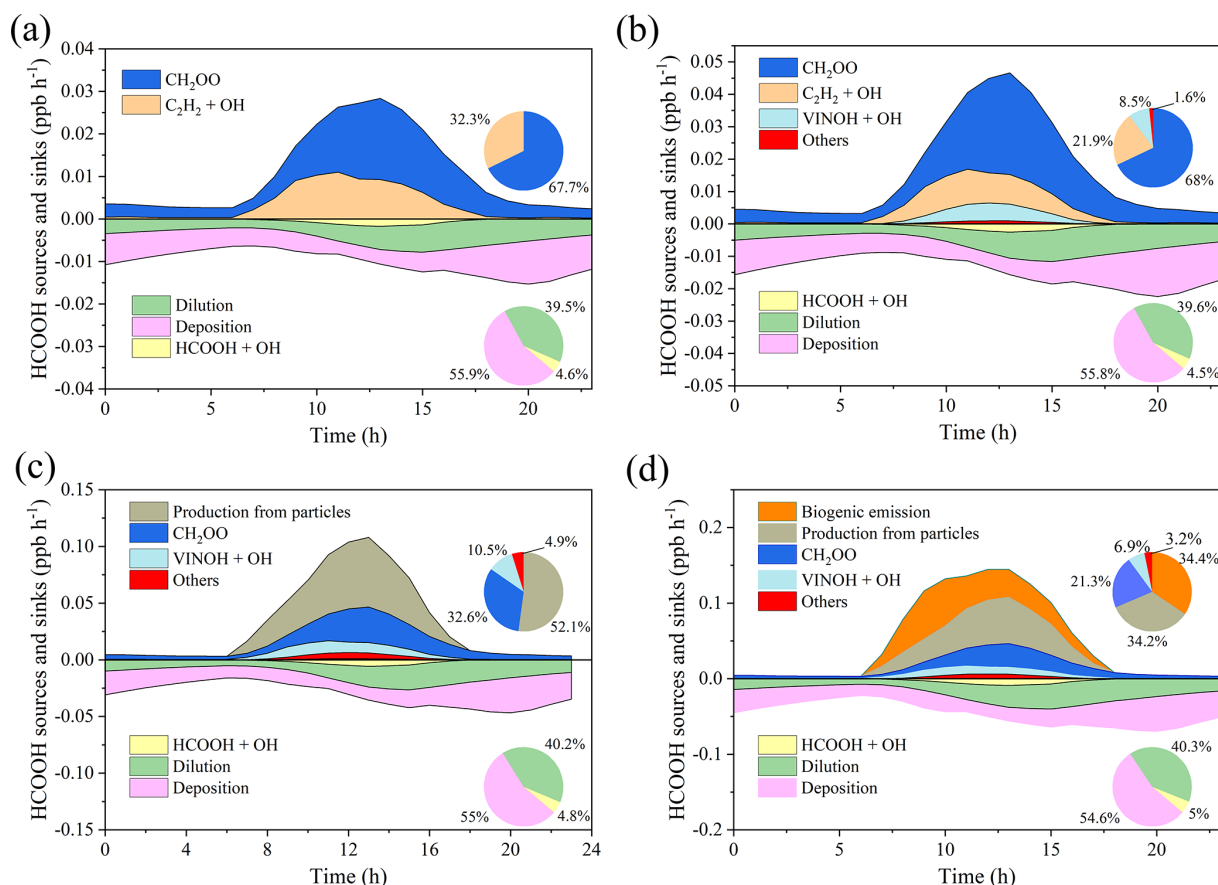 (a)
HCOOH sources and sinks (ppb h⁻¹)
0.04
0.03
0.02
0.01
0.00
-0.01
-0.02
-0.03
-0.04
CH₂OO
C₂H₂ + OH
32.3%
67.7%
Dilution
Deposition
HCOOH + OH
39.5%
55.9%
4.6%
0 5 10 15 20
Time (h)
(b)
HCOOH sources and sinks (ppb h⁻¹)
0.05
0.04
0.03
0.02
0.01
0.00
-0.01
-0.02
-0.03
-0.04
-0.05
CH₂OO
C₂H₂ + OH
VINOH + OH
Others
8.5%
1.6%
21.9%
68%
HCOOH + OH
Dilution
Deposition
39.6%
55.8%
4.5%
0 5 10 15 20
Time (h)
(c)
HCOOH sources and sinks (ppb h⁻¹)
0.15
0.10
0.05
0.00
-0.05
-0.10
-0.15
Production from particles
CH₂OO
VINOH + OH
Others
10.5%
4.9%
32.6%
52.1%
HCOOH + OH
Dilution
Deposition
40.2%
55%
4.8%
0 4 8 12 16 20 24
Time (h)
(d)
HCOOH sources and sinks (ppb h⁻¹)
0.2
0.1
0.0
-0.1
-0.2
Biogenic emission
Production from particles
CH₂OO
VINOH + OH
Others
6.9%
3.2%
34.4%
21.3%
34.2%
HCOOH + OH
Dilution
Deposition
40.3%
54.6%
5%
0 5 10 15 20
Time (h)